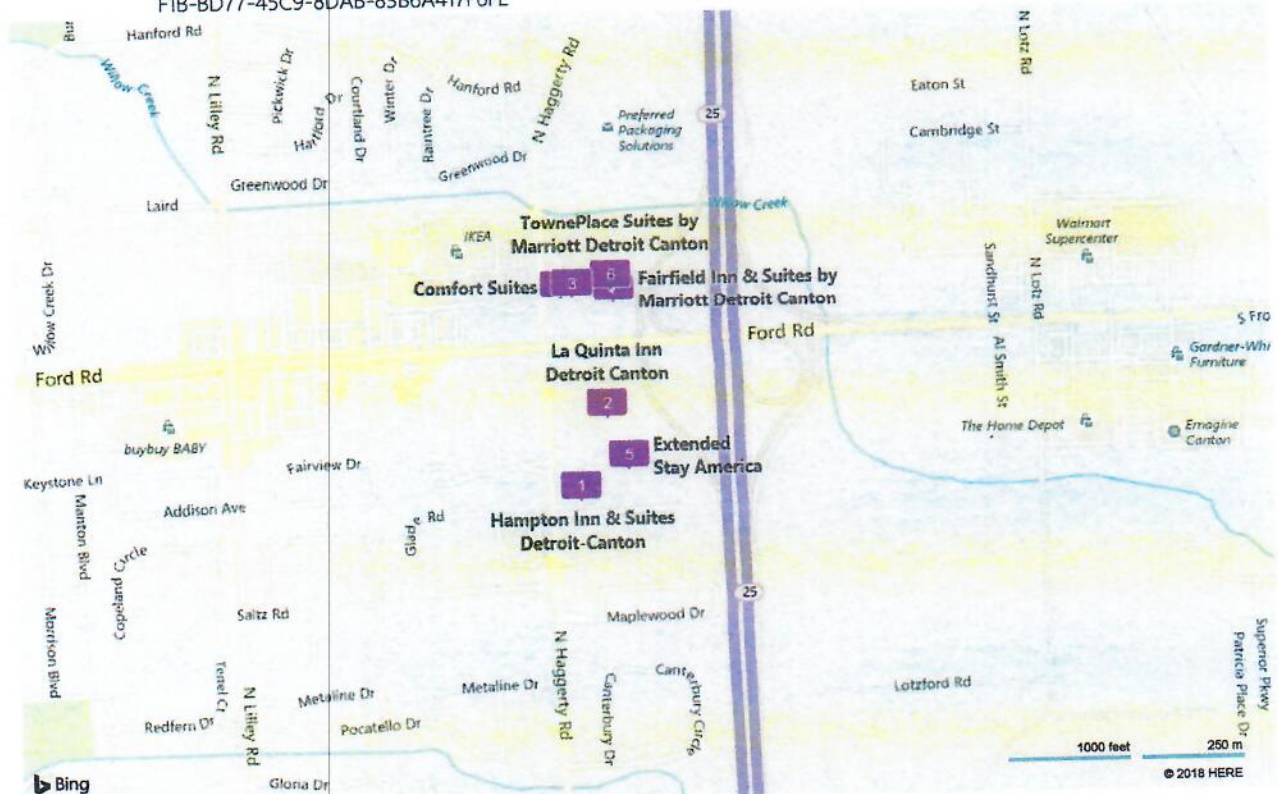 F1B-BD77-45C9-8DAB-83B6A417F6FE
Hanford Rd
N Lotz Rd
Willow Creek
N Lilley Rd
Pickwick Dr
Hanford Dr
Courtland Dr
Winter Dr
Raintree Dr
Hanford Rd
N Haggerty Rd
Preferred
Packaging
Solutions
25
Eaton St
Cambridge St
Greenwood Dr
Greenwood Dr
Laird
Willow Creek
TownePlace Suites by
Marriott Detroit Canton
IKEA
Walmart
Supercenter
Comfort Suites
3
6
Fairfield Inn & Suites by
Marriott Detroit Canton
Sandhurst St
N Lotz Rd
Willow Creek Dr
Ford Rd
S Fro
La Quinta Inn
Detroit Canton
Al Smith St
Gardner-Whi
Furniture
Ford Rd
2
buybuy BABY
The Home Depot
Emagine
Canton
Fairview Dr
5
Extended
Stay America
Keystone Ln
1
Manton Blvd
Addison Ave
Glade Rd
Hampton Inn & Suites
Detroit-Canton
Copeland Circle
25
Morrison Blvd
Saltz Rd
Maplewood Dr
N Haggerty Rd
Canterbury Dr
Canterbury Circle
N Lilley Rd
Metaline Dr
Metaline Dr
Lotzford Rd
Superior Pkwy
Patricia Place Dr
Redfern Dr
Pocatello Dr
1000 feet
250 m
Bing
Gloria Dr
© 2018 HERE